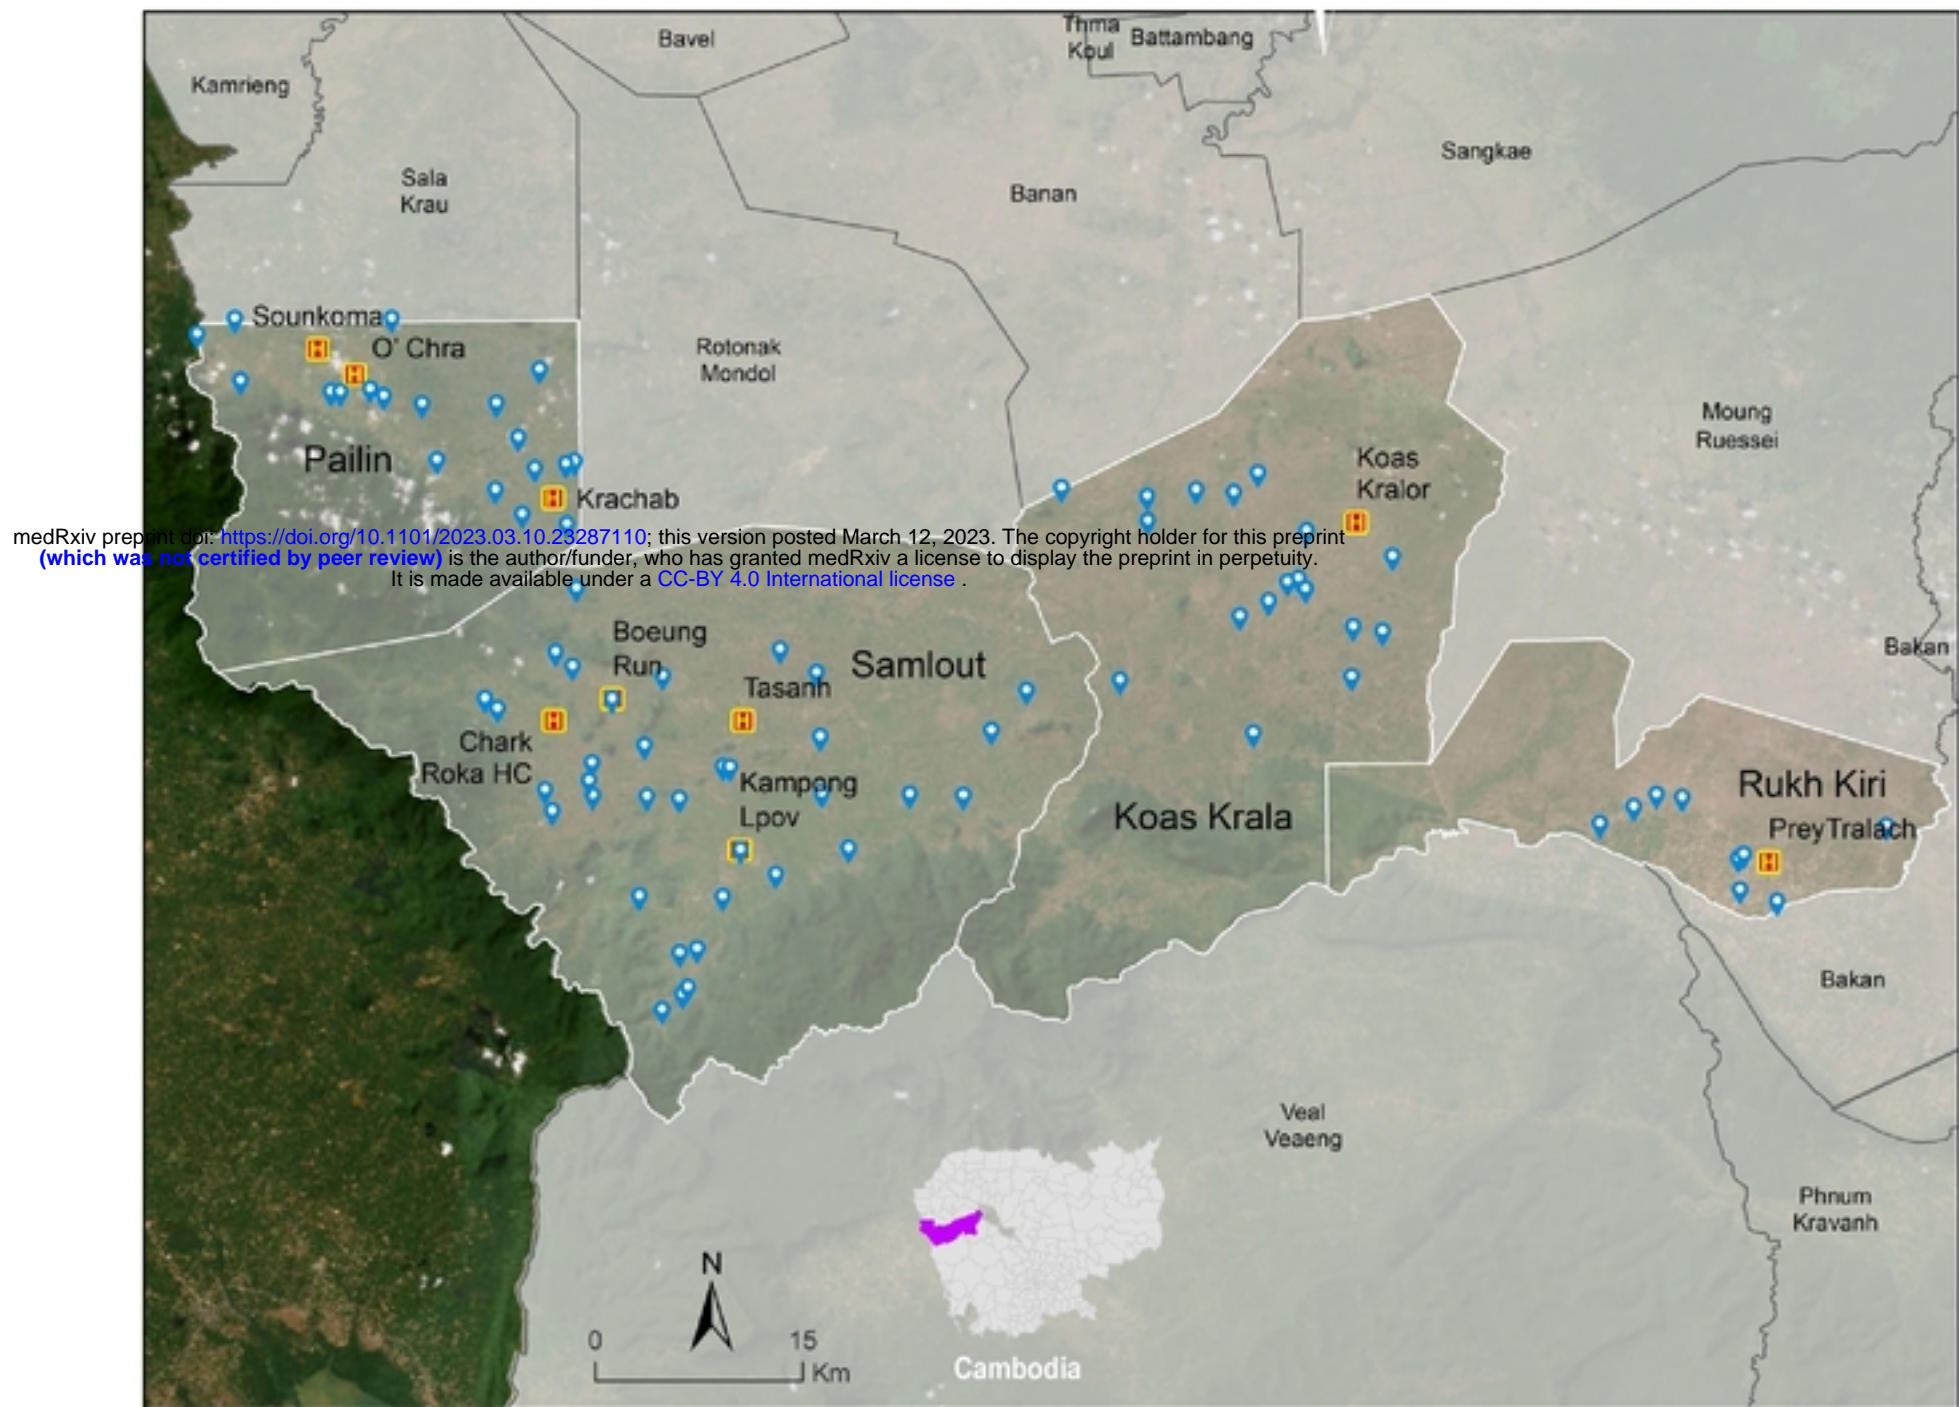 Thma
Koul
Battambang
Bavel
Kamrieng
Sangkae
Sala
Krau
Banan
Sounkoma
O' Chra
Rotonak
Mondol
Moung
Ruessei
Pailin
Koas
Kralor
Krachab
medRxiv preprint doi: https://doi.org/10.1101/2023.03.10.23287110; this version posted March 12, 2023. The copyright holder for this preprint
(which was not certified by peer review) is the author/funder, who has granted medRxiv a license to display the preprint in perpetuity.
It is made available under a CC-BY 4.0 International license .
Boeung
Run
Samlout
Bakan
Tasanh
Chark
Roka HC
Kampong
Lpov
Koas Krala
Rukh Kiri
PreyTralach
Bakan
Veal
Veaeng
Phnum
Kravanh
N
0 15
Km
Cambodia